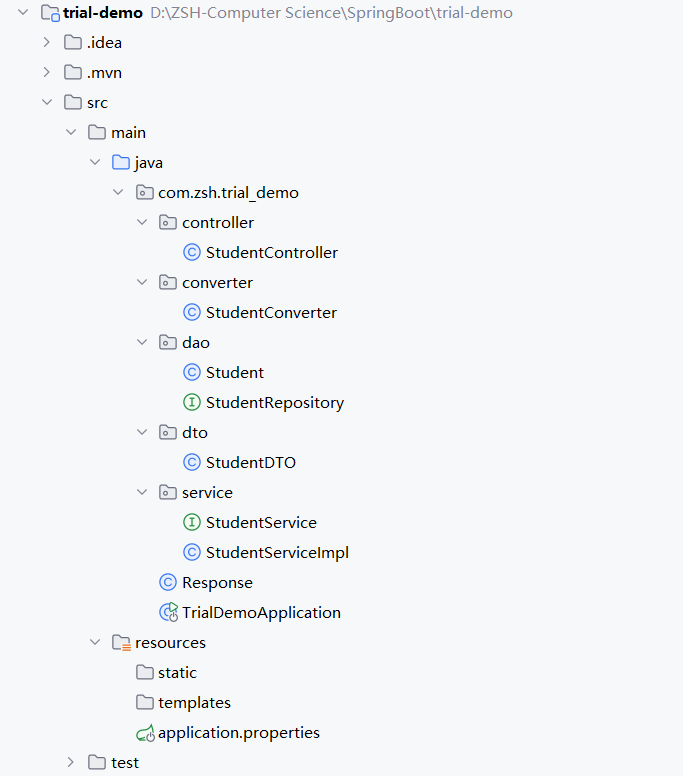 trial-demo D:\ZSH-Computer Science\SpringBoot\trial-demo
.idea
.mvn
src
main
java
com.zsh.trial_demo
controller
StudentController
converter
StudentConverter
dao
Student
StudentRepository
dto
StudentDTO
service
StudentService
StudentServiceImpl
Response
TrialDemoApplication
resources
static
templates
application.properties
test